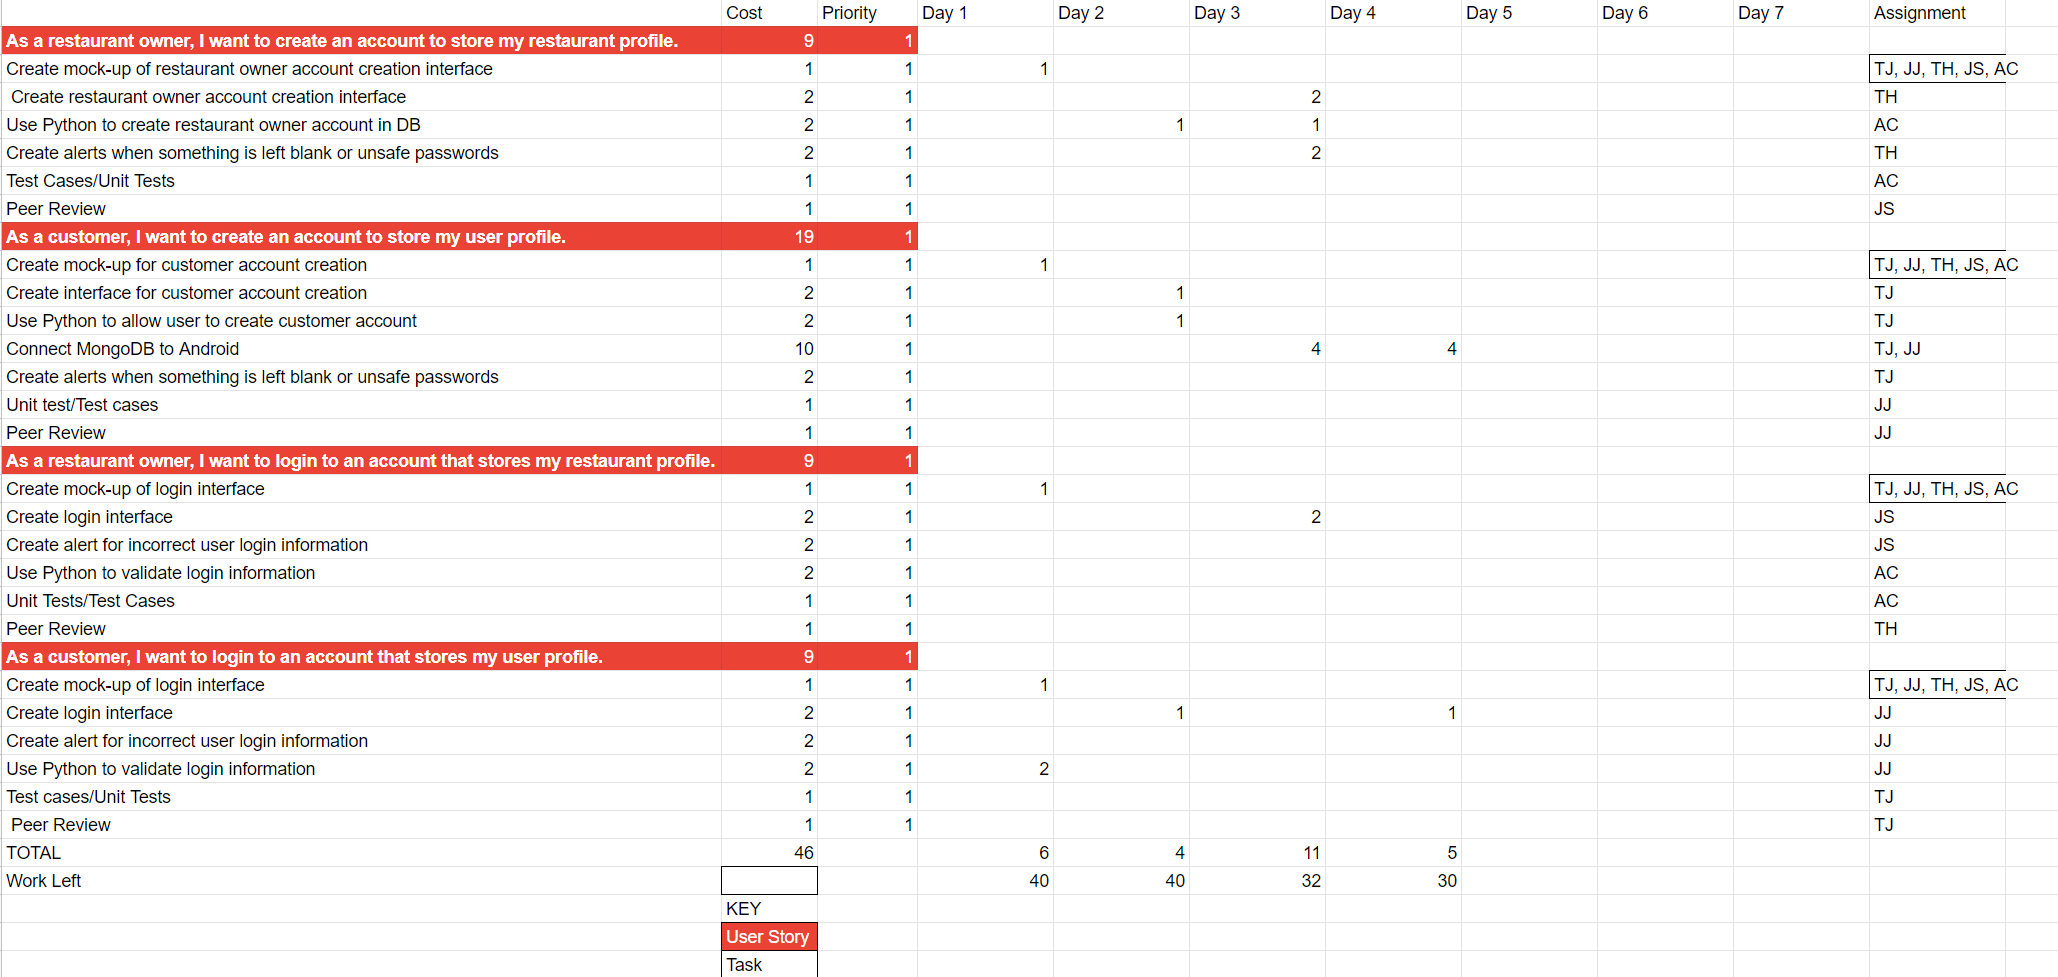 Cost Priority Day 1 Day 2 Day 3 Day 4 Day 5 Day 6 Day 7 Assignment
As a restaurant owner, I want to create an account to store my restaurant profile. 9 1
Create mock-up of restaurant owner account creation interface 1 1 1 TJ, JJ, TH, JS, AC
Create restaurant owner account creation interface 2 1 2 TH
Use Python to create restaurant owner account in DB 2 1 1 1 AC
Create alerts when something is left blank or unsafe passwords 2 1 2 TH
Test Cases/Unit Tests 1 1 AC
Peer Review 1 1 JS
As a customer, I want to create an account to store my user profile. 19 1
Create mock-up for customer account creation 1 1 1 TJ, JJ, TH, JS, AC
Create interface for customer account creation 2 1 1 TJ
Use Python to allow user to create customer account 2 1 1 TJ
Connect MongoDB to Android 10 1 4 4 TJ, JJ
Create alerts when something is left blank or unsafe passwords 2 1 TJ
Unit test/Test cases 1 1 JJ
Peer Review 1 1 JJ
As a restaurant owner, I want to login to an account that stores my restaurant profile. 9 1
Create mock-up of login interface 1 1 1 TJ, JJ, TH, JS, AC
Create login interface 2 1 2 JS
Create alert for incorrect user login information 2 1 JS
Use Python to validate login information 2 1 AC
Unit Tests/Test Cases 1 1 AC
Peer Review 1 1 TH
As a customer, I want to login to an account that stores my user profile. 9 1
Create mock-up of login interface 1 1 1 TJ, JJ, TH, JS, AC
Create login interface 2 1 1 1 JJ
Create alert for incorrect user login information 2 1 JJ
Use Python to validate login information 2 1 2 JJ
Test cases/Unit Tests 1 1 TJ
Peer Review 1 1 TJ
TOTAL 46 6 4 11 5
Work Left 40 40 32 30
KEY
User Story
Task